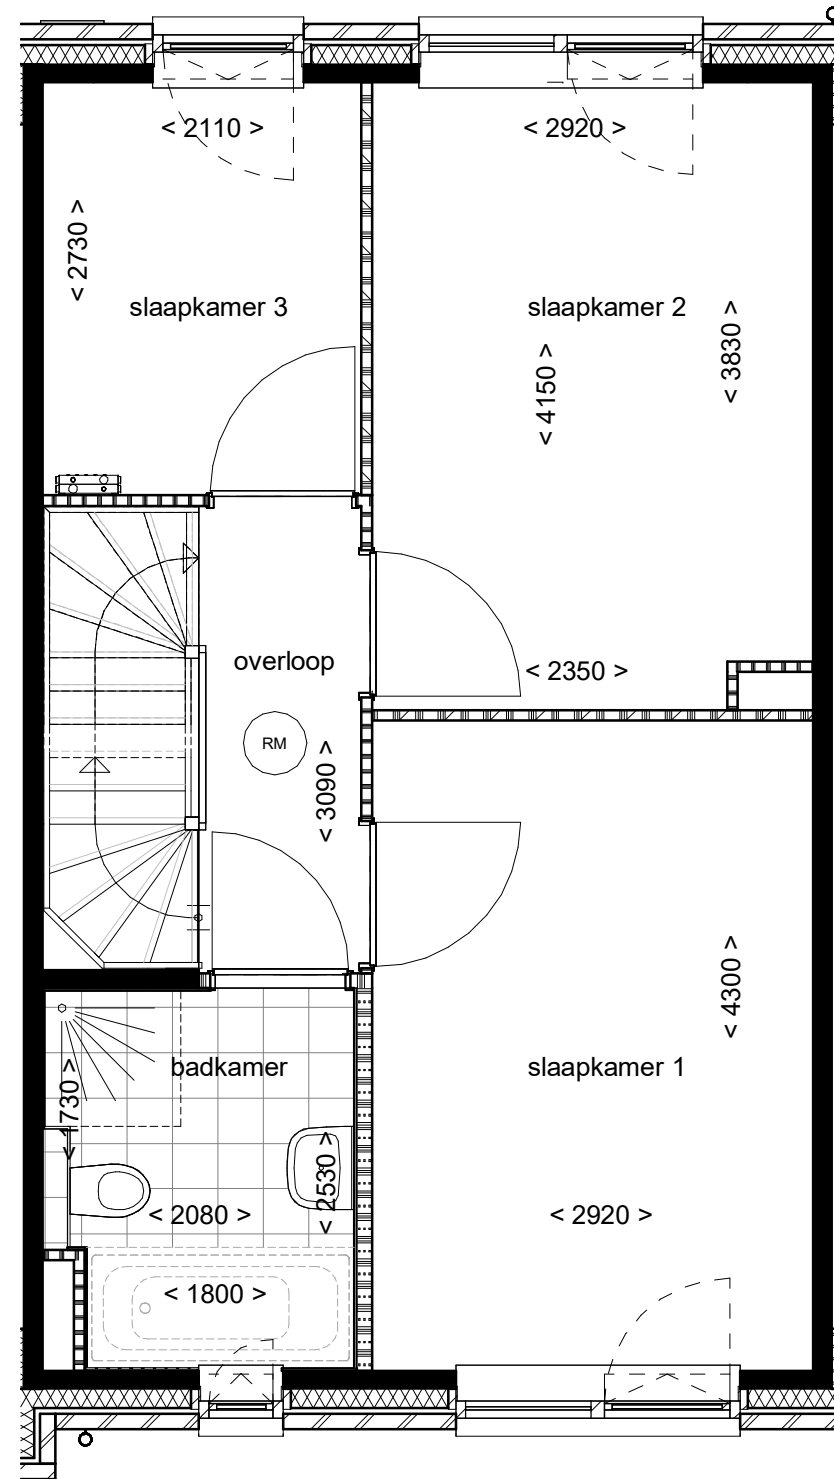 < 2110 >
< 2920 >
< 2730 >
slaapkamer 3
slaapkamer 2
< 3830 >
< 4150 >
overloop
< 2350 >
RM
< 3090 >
< 4300 >
badkamer
slaapkamer 1
< 1730 >
< 2530 >
< 2080 >
< 2920 >
< 1800 >